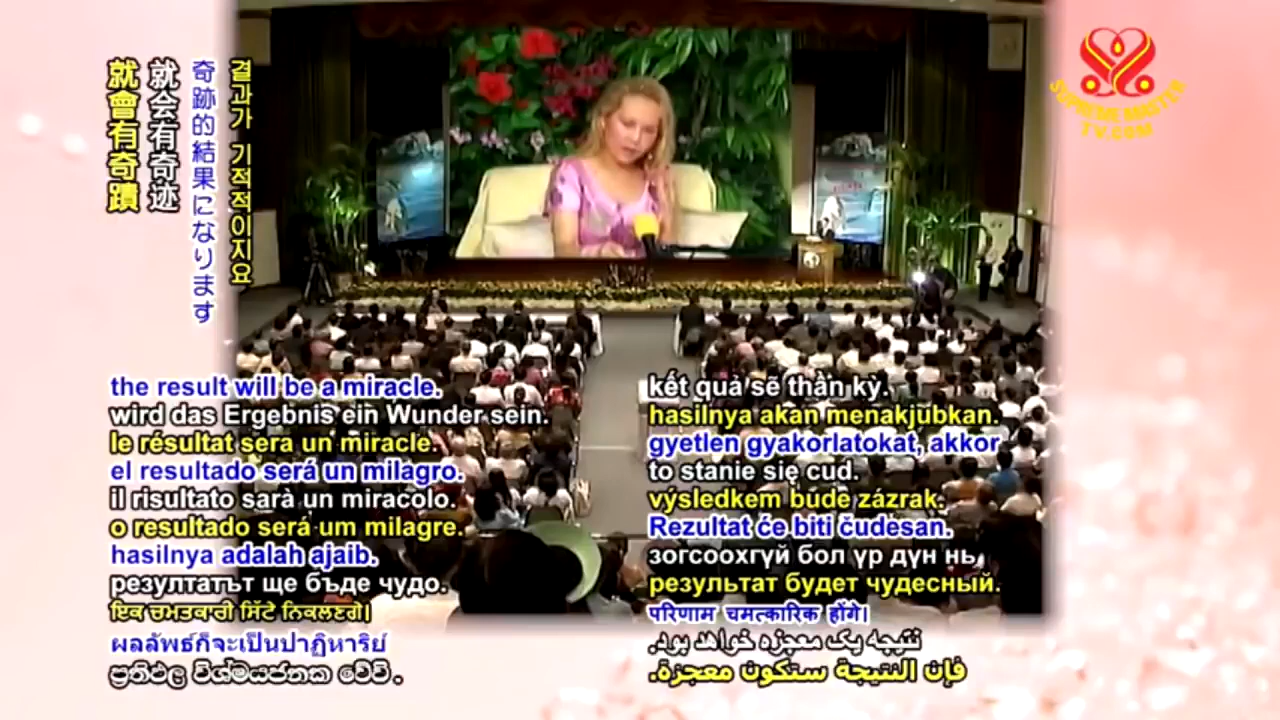 就會有奇蹟
就会有奇迹
奇跡的結果になります
결과가 기적적이지요
SUPREME MASTER
TV.COM
the result will be a miracle.
wird das Ergebnis ein Wunder sein.
le résultat sera un miracle.
el resultado será un milagro.
il risultato sarà un miracolo.
o resultado será um milagre.
hasilnya adalah ajaib.
резултатът ще бъде чудо.
ਇਕ ਚਮਤਕਾਰੀ ਸਿੱਟੇ ਨਿਕਲਣਗੇ।
ผลลัพธ์ก็จะเป็นปาฏิหาริย์
ප්‍රතිඵල විශ්මයජනක වේවි.
kết quả sẽ thần kỳ.
hasilnya akan menakjubkan.
gyetlen gyakorlatokat, akkor
to stanie się cud.
výsledkem bude zázrak.
Rezultat će biti čudesan.
зогсоохгүй бол үр дүн нь
результат будет чудесный.
परिणाम चमत्कारिक होंगे।
نتیجه یک معجزه خواهد بود.
فإن النتيجة ستكون معجزة.